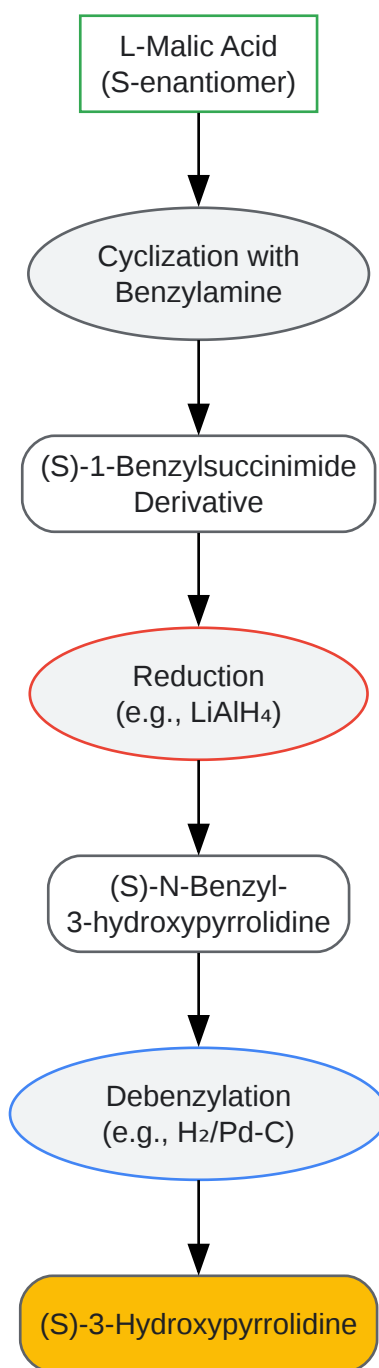 L-Malic Acid
(S-enantiomer)
Cyclization with
Benzylamine
(S)-1-Benzylsuccinimide
Derivative
Reduction
(e.g., LiAlH₄)
(S)-N-Benzyl-
3-hydroxypyrrolidine
Debenzylation
(e.g., H₂/Pd-C)
(S)-3-Hydroxypyrrolidine